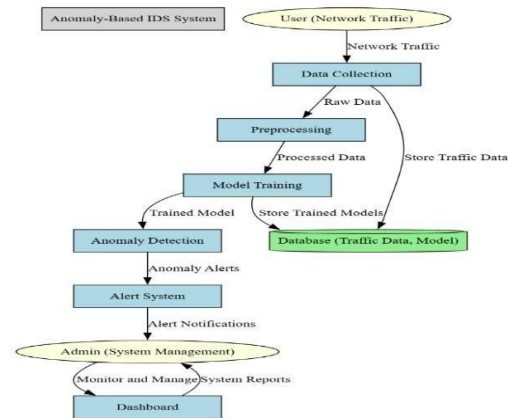 Anomaly-Based IDS System
User (Network Traffic)
Network Traffic
Data Collection
Raw Data
Preprocessing
Processed Data
Store Traffic Data
Model Training
Trained Model
Store Trained Models
Anomaly Detection
Database (Traffic Data, Model)
Anomaly Alerts
Alert System
Alert Notifications
Admin (System Management)
Monitor and Manage
System Reports
Dashboard